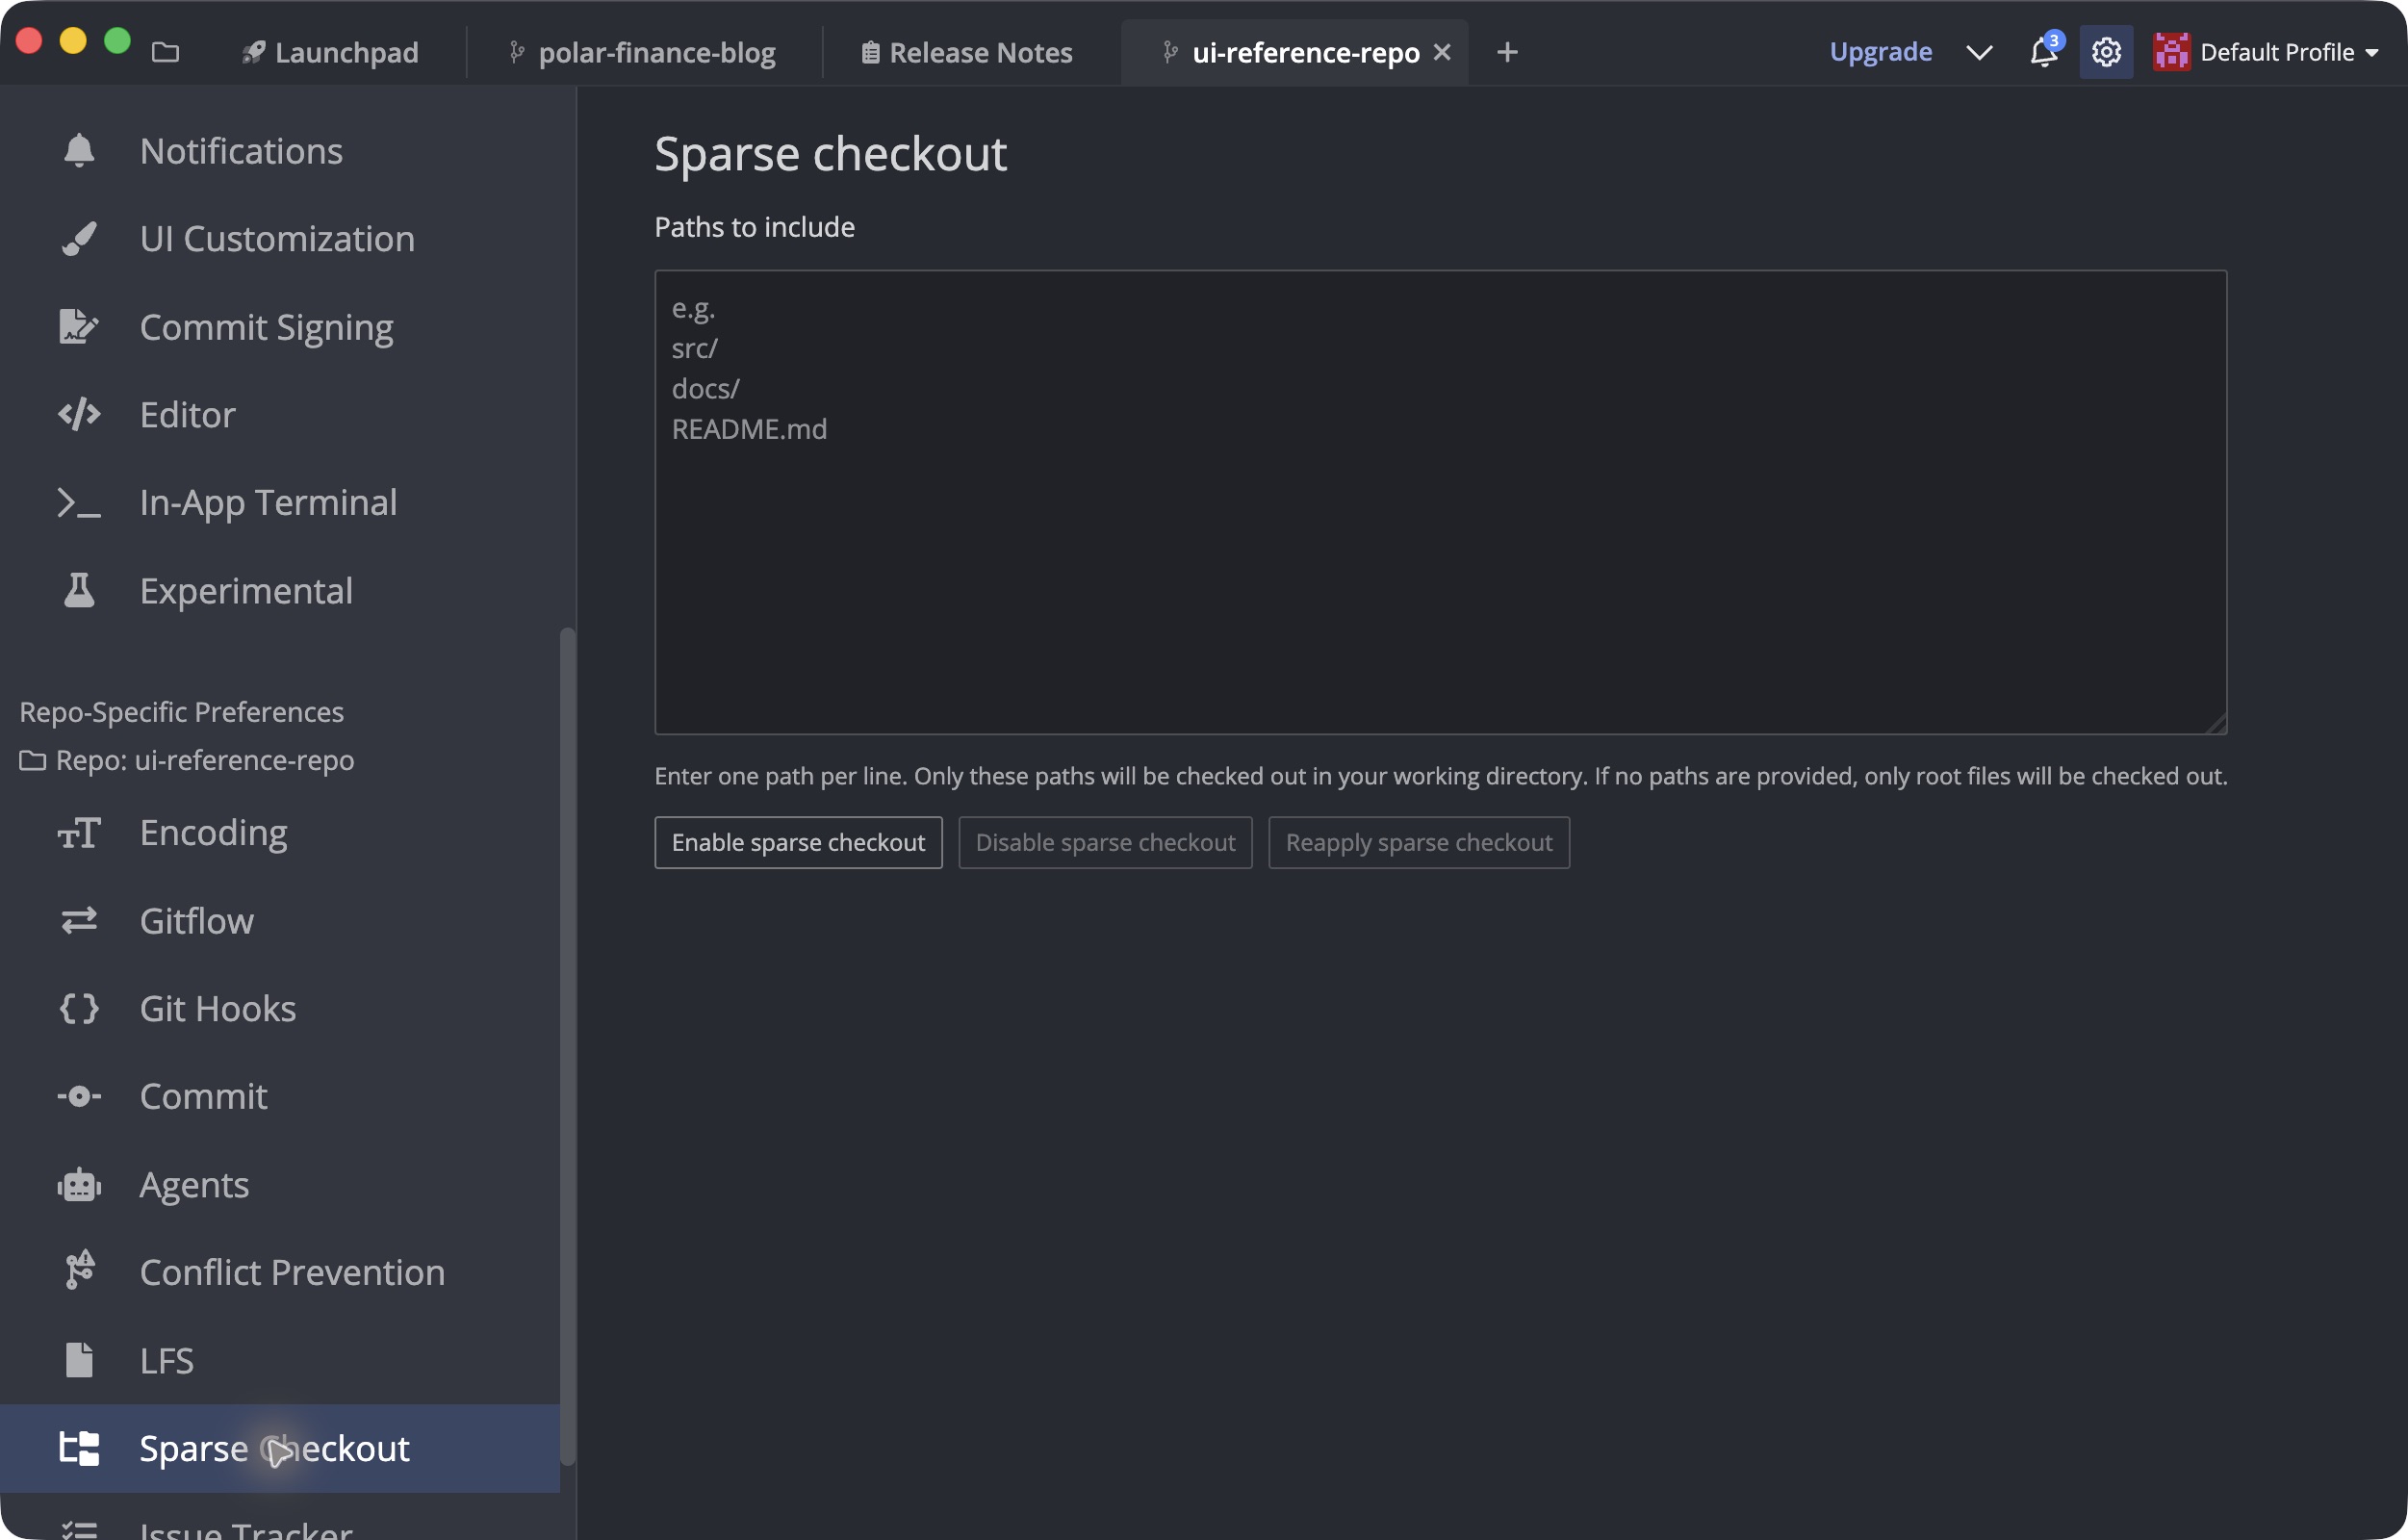 Launchpad
polar-finance-blog
Release Notes
ui-reference-repo
Upgrade
3
Default Profile
Notifications
UI Customization
Commit Signing
Editor
In-App Terminal
Experimental
Repo-Specific Preferences
Repo: ui-reference-repo
Encoding
Gitflow
Git Hooks
Commit
Agents
Conflict Prevention
LFS
Sparse Checkout
Issue Tracker
Sparse checkout
Paths to include
e.g.
src/
docs/
README.md
Enter one path per line. Only these paths will be checked out in your working directory. If no paths are provided, only root files will be checked out.
Enable sparse checkout
Disable sparse checkout
Reapply sparse checkout